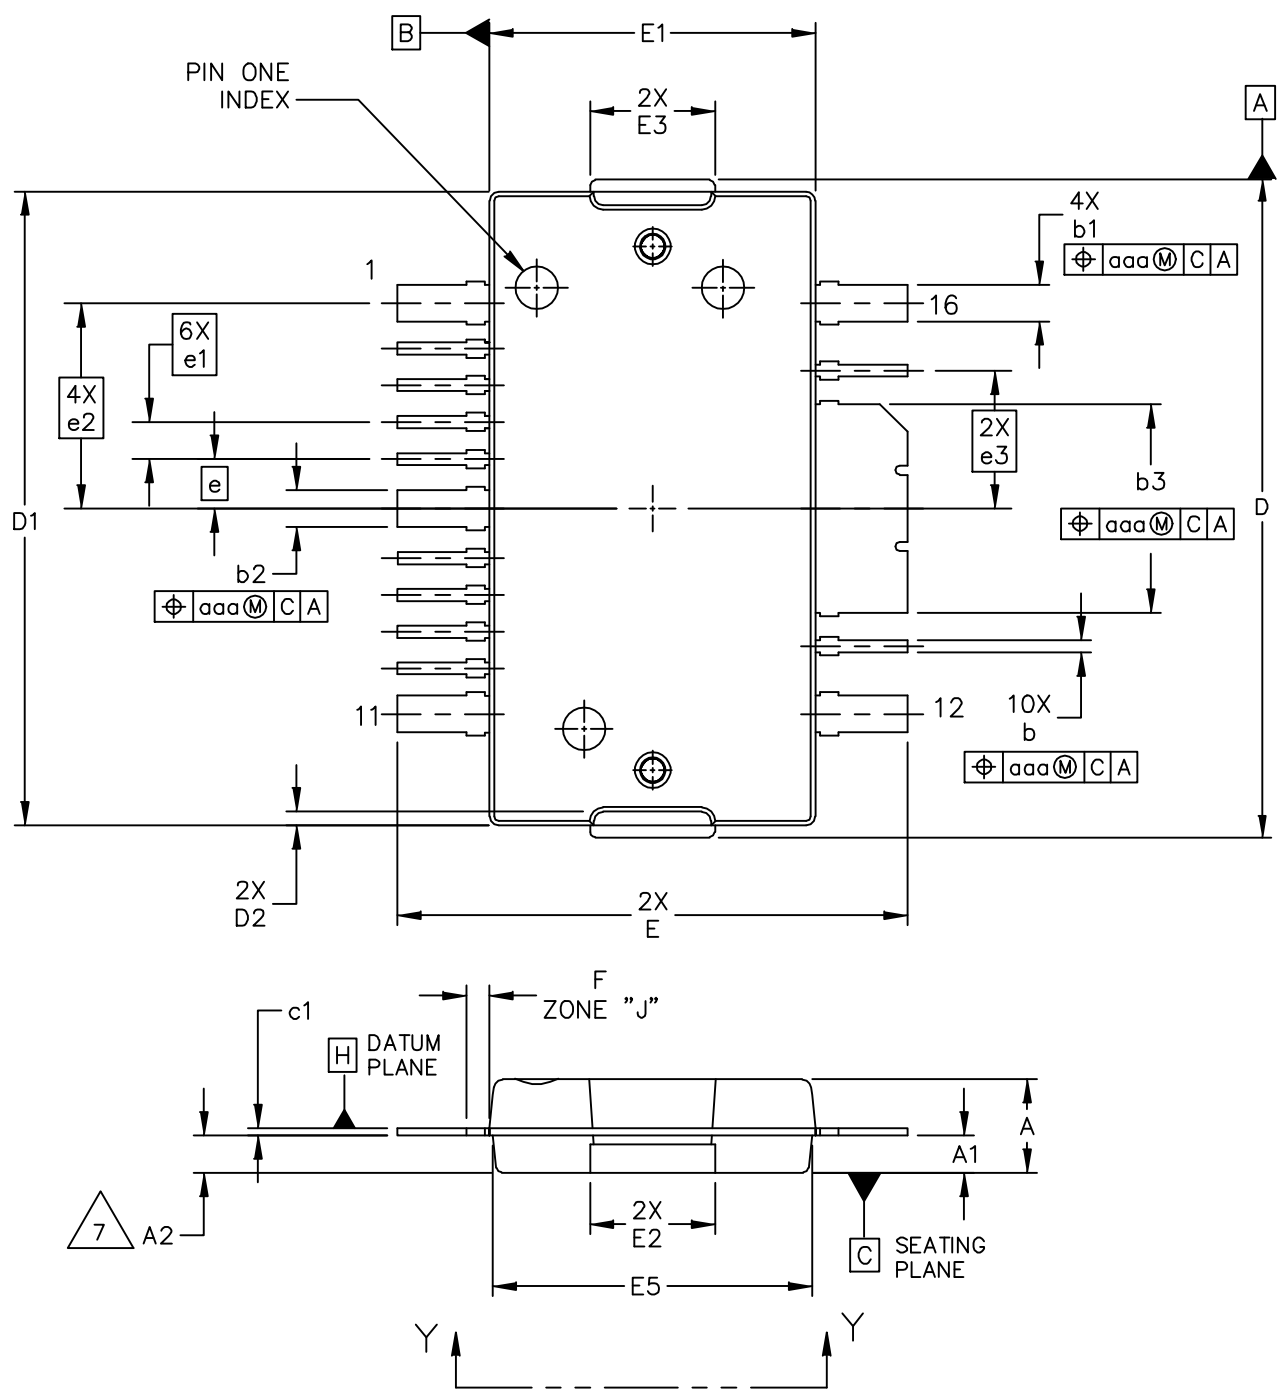 B
E1
PIN ONE
INDEX
2X
E3
A
4X
b1
⌖ aaa Ⓜ C A
1
16
6X
e1
4X
e2
2X
e3
e
b3
D1
D
⌖ aaa Ⓜ C A
b2
⌖ aaa Ⓜ C A
11
12
10X
b
⌖ aaa Ⓜ C A
2X
D2
2X
E
F
ZONE "J"
c1
H
DATUM
PLANE
A
A1
7
A2
2X
E2
C
SEATING
PLANE
E5
Y
Y